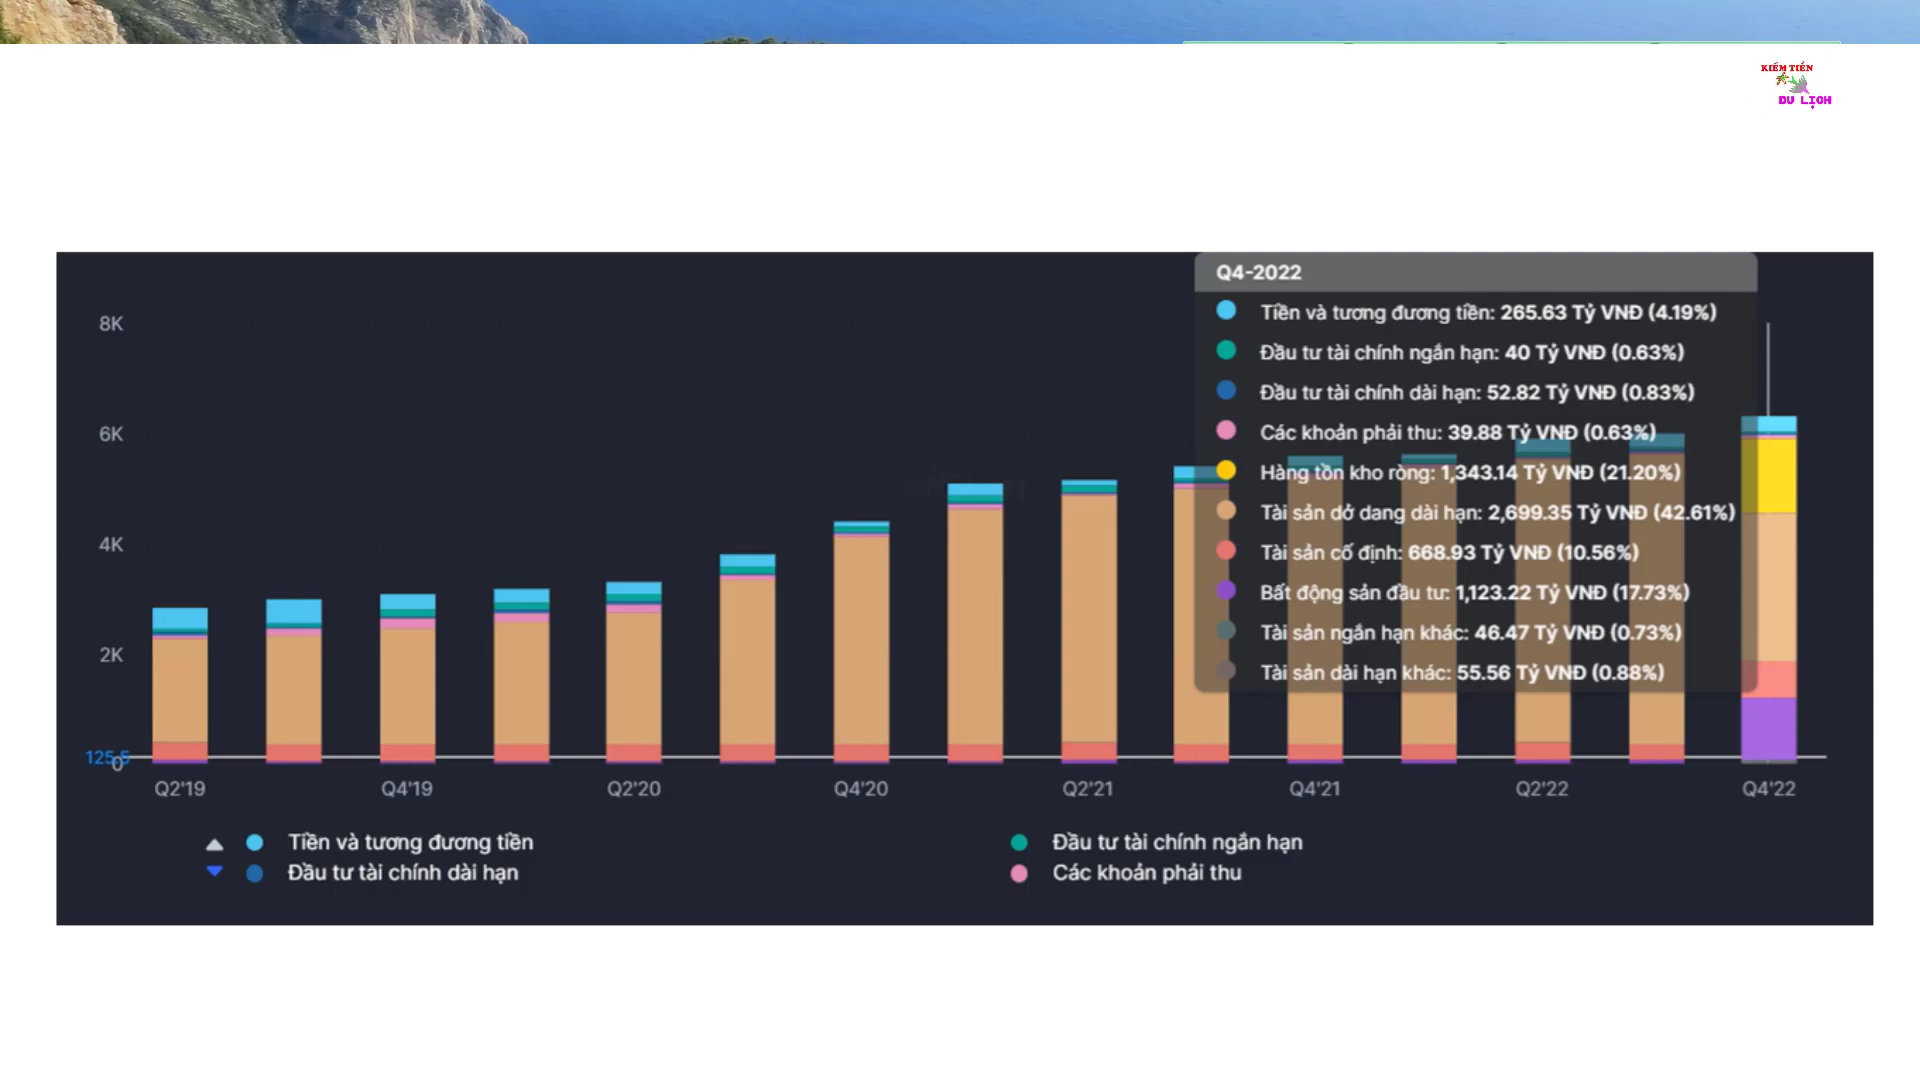 KIẾM TIỀN
DU LỊCH
Q4-2022
Tiền và tương đương tiền: 265.63 Tỷ VNĐ (4.19%)
Đầu tư tài chính ngắn hạn: 40 Tỷ VNĐ (0.63%)
Đầu tư tài chính dài hạn: 52.82 Tỷ VNĐ (0.83%)
Các khoản phải thu: 39.88 Tỷ VNĐ (0.63%)
Hàng tồn kho ròng: 1,343.14 Tỷ VNĐ (21.20%)
Tài sản dở dang dài hạn: 2,699.35 Tỷ VNĐ (42.61%)
Tài sản cố định: 668.93 Tỷ VNĐ (10.56%)
Bất động sản đầu tư: 1,123.22 Tỷ VNĐ (17.73%)
Tài sản ngắn hạn khác: 46.47 Tỷ VNĐ (0.73%)
Tài sản dài hạn khác: 55.56 Tỷ VNĐ (0.88%)
8K
6K
4K
2K
125.5
0
Q2'19 Q4'19 Q2'20 Q4'20 Q2'21 Q4'21 Q2'22 Q4'22
Tiền và tương đương tiền Đầu tư tài chính ngắn hạn
Đầu tư tài chính dài hạn Các khoản phải thu